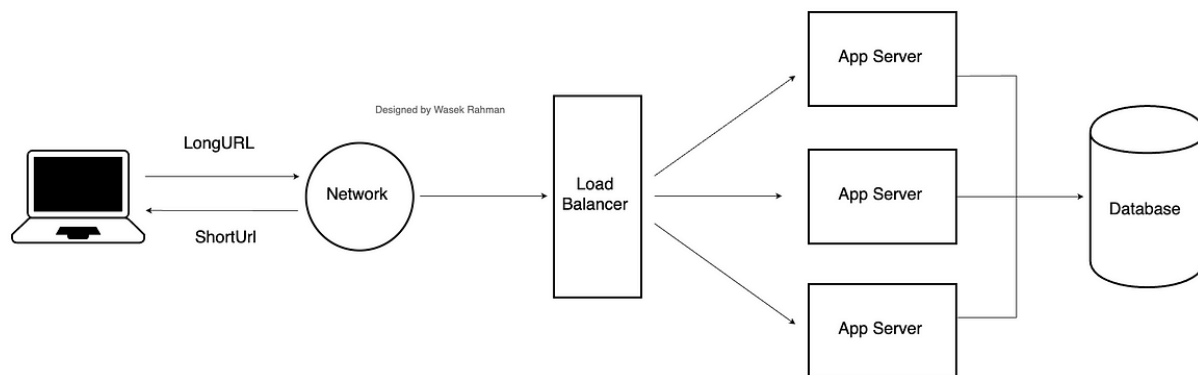 Designed by Wasek Rahman
LongURL
ShortUrl
Network
Load
Balancer
App Server
App Server
App Server
Database